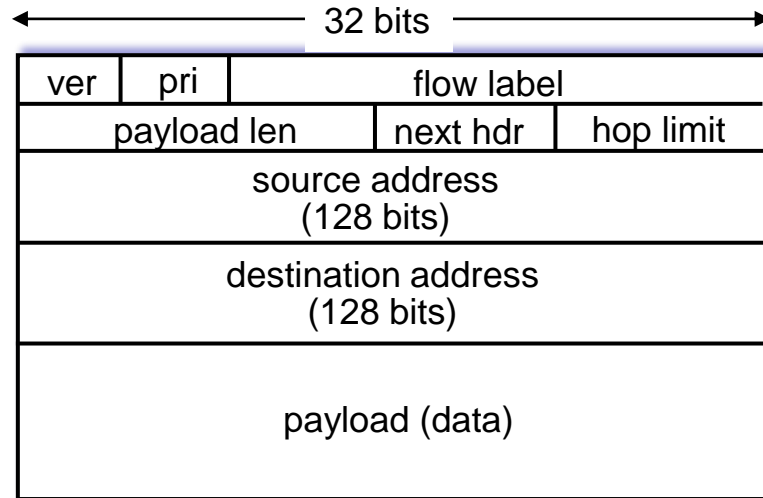 32 bits
ver pri flow label
payload len next hdr hop limit
source address
(128 bits)
destination address
(128 bits)
payload (data)